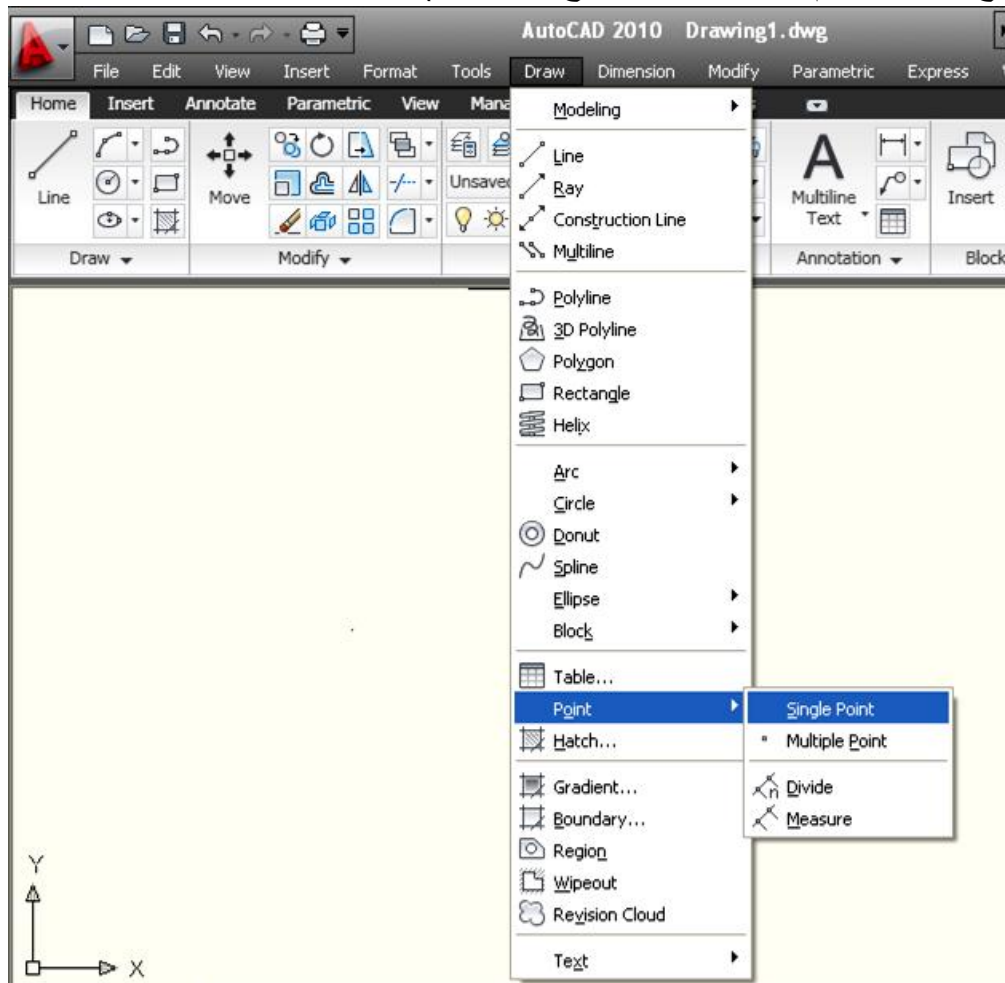 AutoCAD 2010 Drawing1.dwg
File Edit View Insert Format Tools Draw Dimension Modify Parametric Express
Home Insert Annotate Parametric View Mana
Line Move Unsaved Multiline Text Insert
Draw Modify Annotation Block
Modeling
Line
Ray
Construction Line
Multiline
Polyline
3D Polyline
Polygon
Rectangle
Helix
Arc
Circle
Donut
Spline
Ellipse
Block
Table...
Point
Single Point
Hatch...
Multiple Point
Gradient...
Divide
Boundary...
Measure
Region
Wipeout
Revision Cloud
Text
Y
X